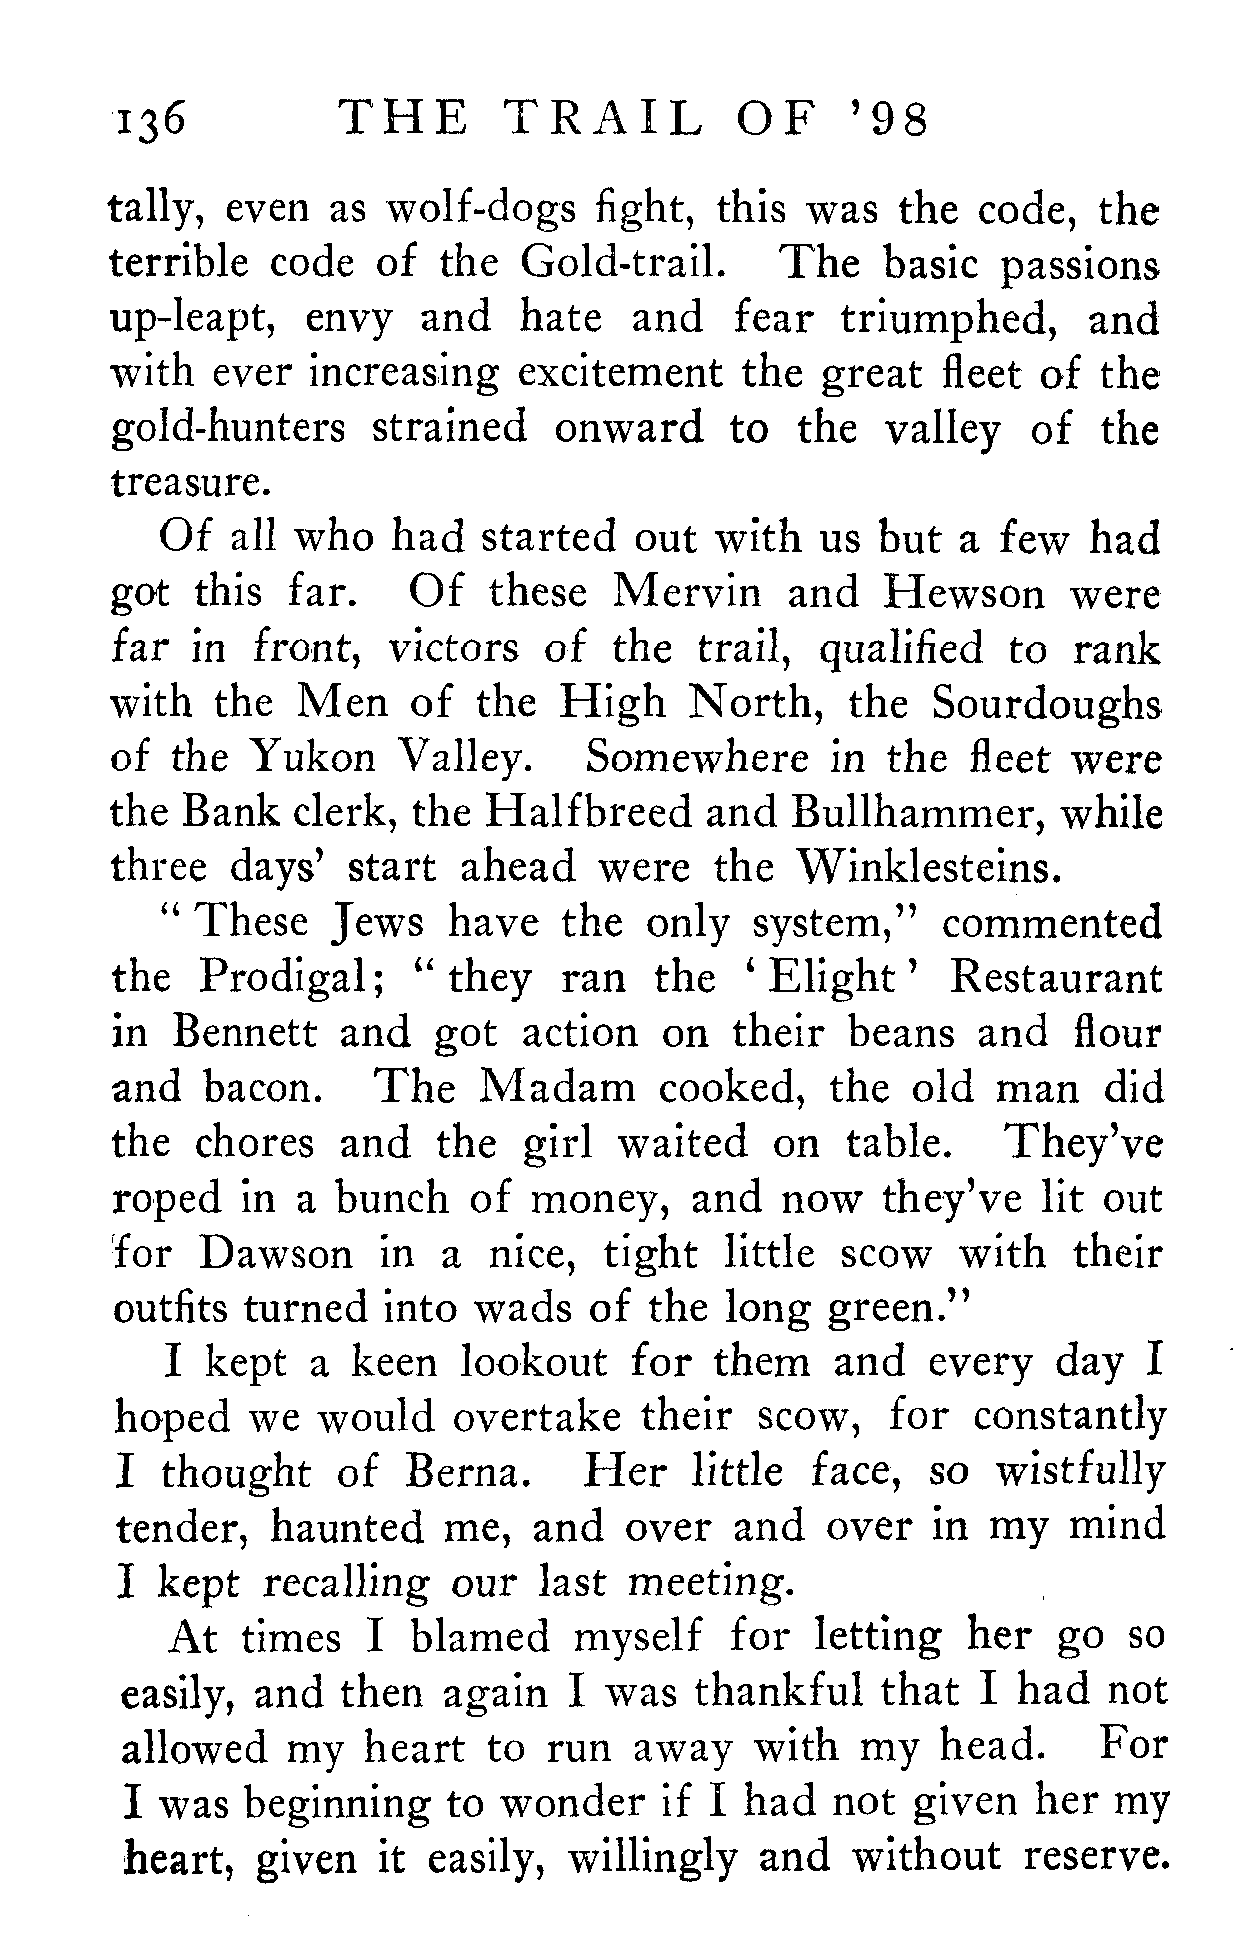 136 THE TRAIL OF '98
tally, even as wolf-dogs fight, this was the code, the
terrible code of the Gold-trail. The basic passions
up-leapt, envy and hate and fear triumphed, and
with ever increasing excitement the great fleet of the
gold-hunters strained onward to the valley of the
treasure.
Of all who had started out with us but a few had
got this far. Of these Mervin and Hewson were
far in front, victors of the trail, qualified to rank
with the Men of the High North, the Sourdoughs
of the Yukon Valley. Somewhere in the fleet were
the Bank clerk, the Halfbreed and Bullhammer, while
three days' start ahead were the Winklesteins.
" These Jews have the only system," commented
the Prodigal; " they ran the ' Elight ' Restaurant
in Bennett and got action on their beans and flour
and bacon. The Madam cooked, the old man did
the chores and the girl waited on table. They've
roped in a bunch of money, and now they've lit out
for Dawson in a nice, tight little scow with their
outfits turned into wads of the long green."
I kept a keen lookout for them and every day I
hoped we would overtake their scow, for constantly
I thought of Berna. Her little face, so wistfully
tender, haunted me, and over and over in my mind
I kept recalling our last meeting.
At times I blamed myself for letting her go so
easily, and then again I was thankful that I had not
allowed my heart to run away with my head. For
I was beginning to wonder if I had not given her my
heart, given it easily, willingly and without reserve.